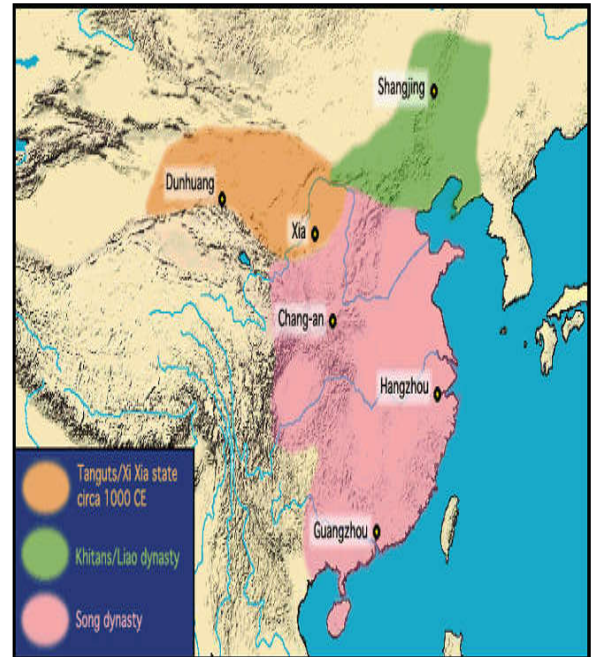 Shangjing
Dunhuang
Xia
Chang-an
Hangzhou
Guangzhou
Tanguts/Xi Xia state
circa 1000 CE
Khitans/Liao dynasty
Song dynasty